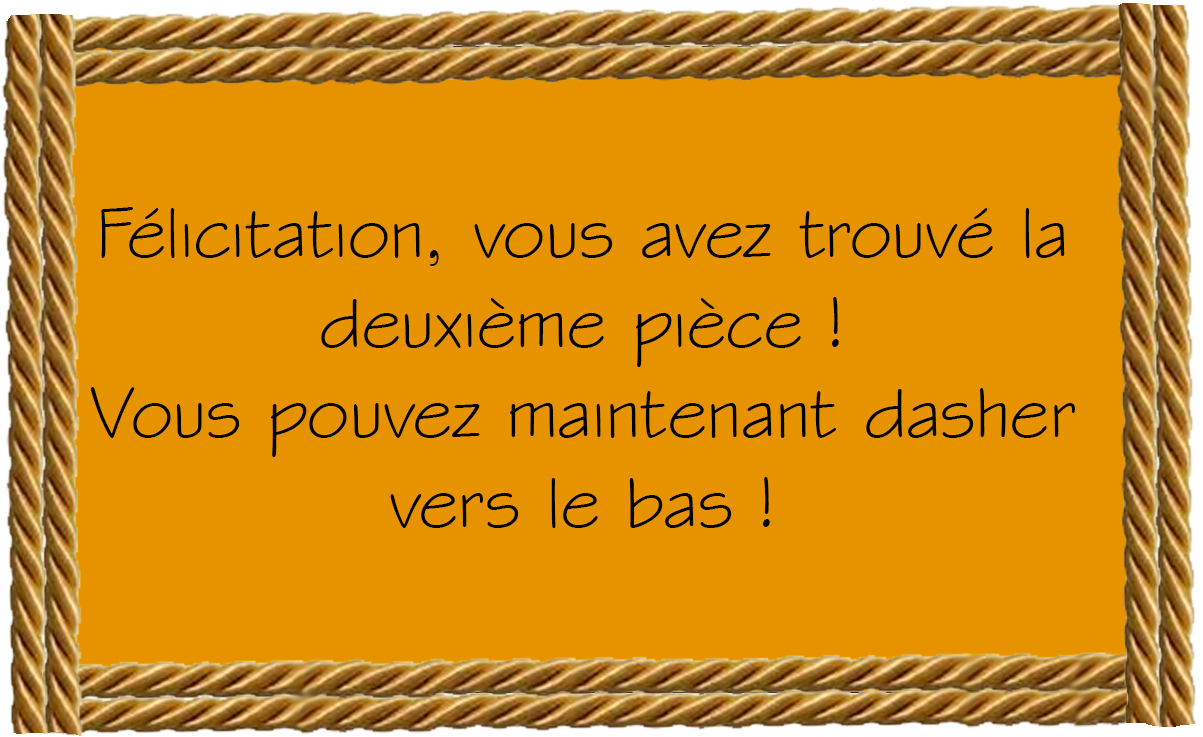 Félicitation, vous avez trouvé la
deuxième pièce !
Vous pouvez maintenant dasher
vers le bas !